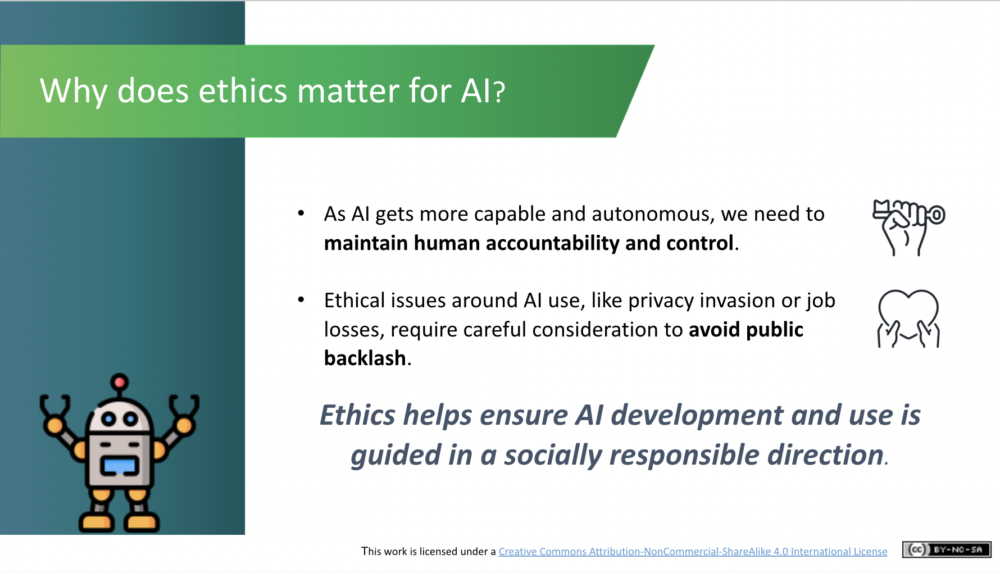 Why does ethics matter for AI?
• As AI gets more capable and autonomous, we need to
maintain human accountability and control.
• Ethical issues around AI use, like privacy invasion or job
losses, require careful consideration to avoid public
backlash.
Ethics helps ensure AI development and use is
guided in a socially responsible direction.
This work is licensed under a Creative Commons Attribution-NonCommercial-ShareAlike 4.0 International License
cc BY-NC-SA